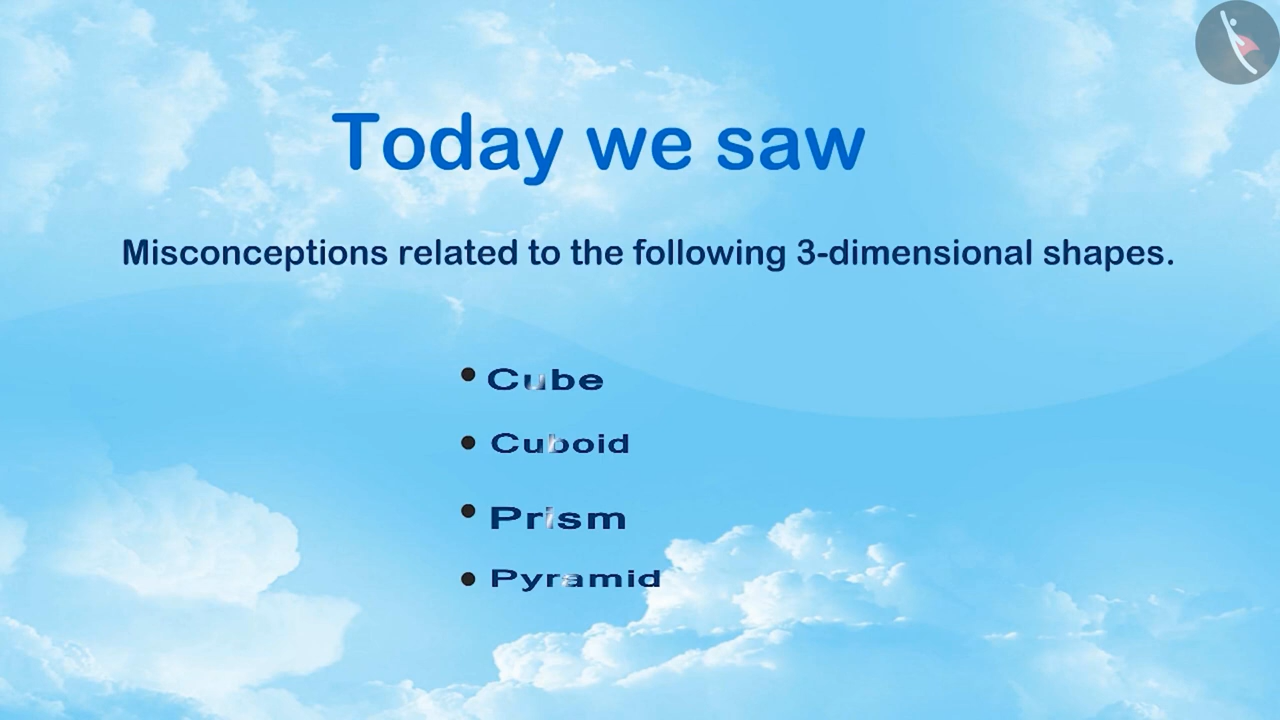 Today we saw
Misconceptions related to the following 3-dimensional shapes.
• Cube
• Cuboid
• Prism
• Pyramid